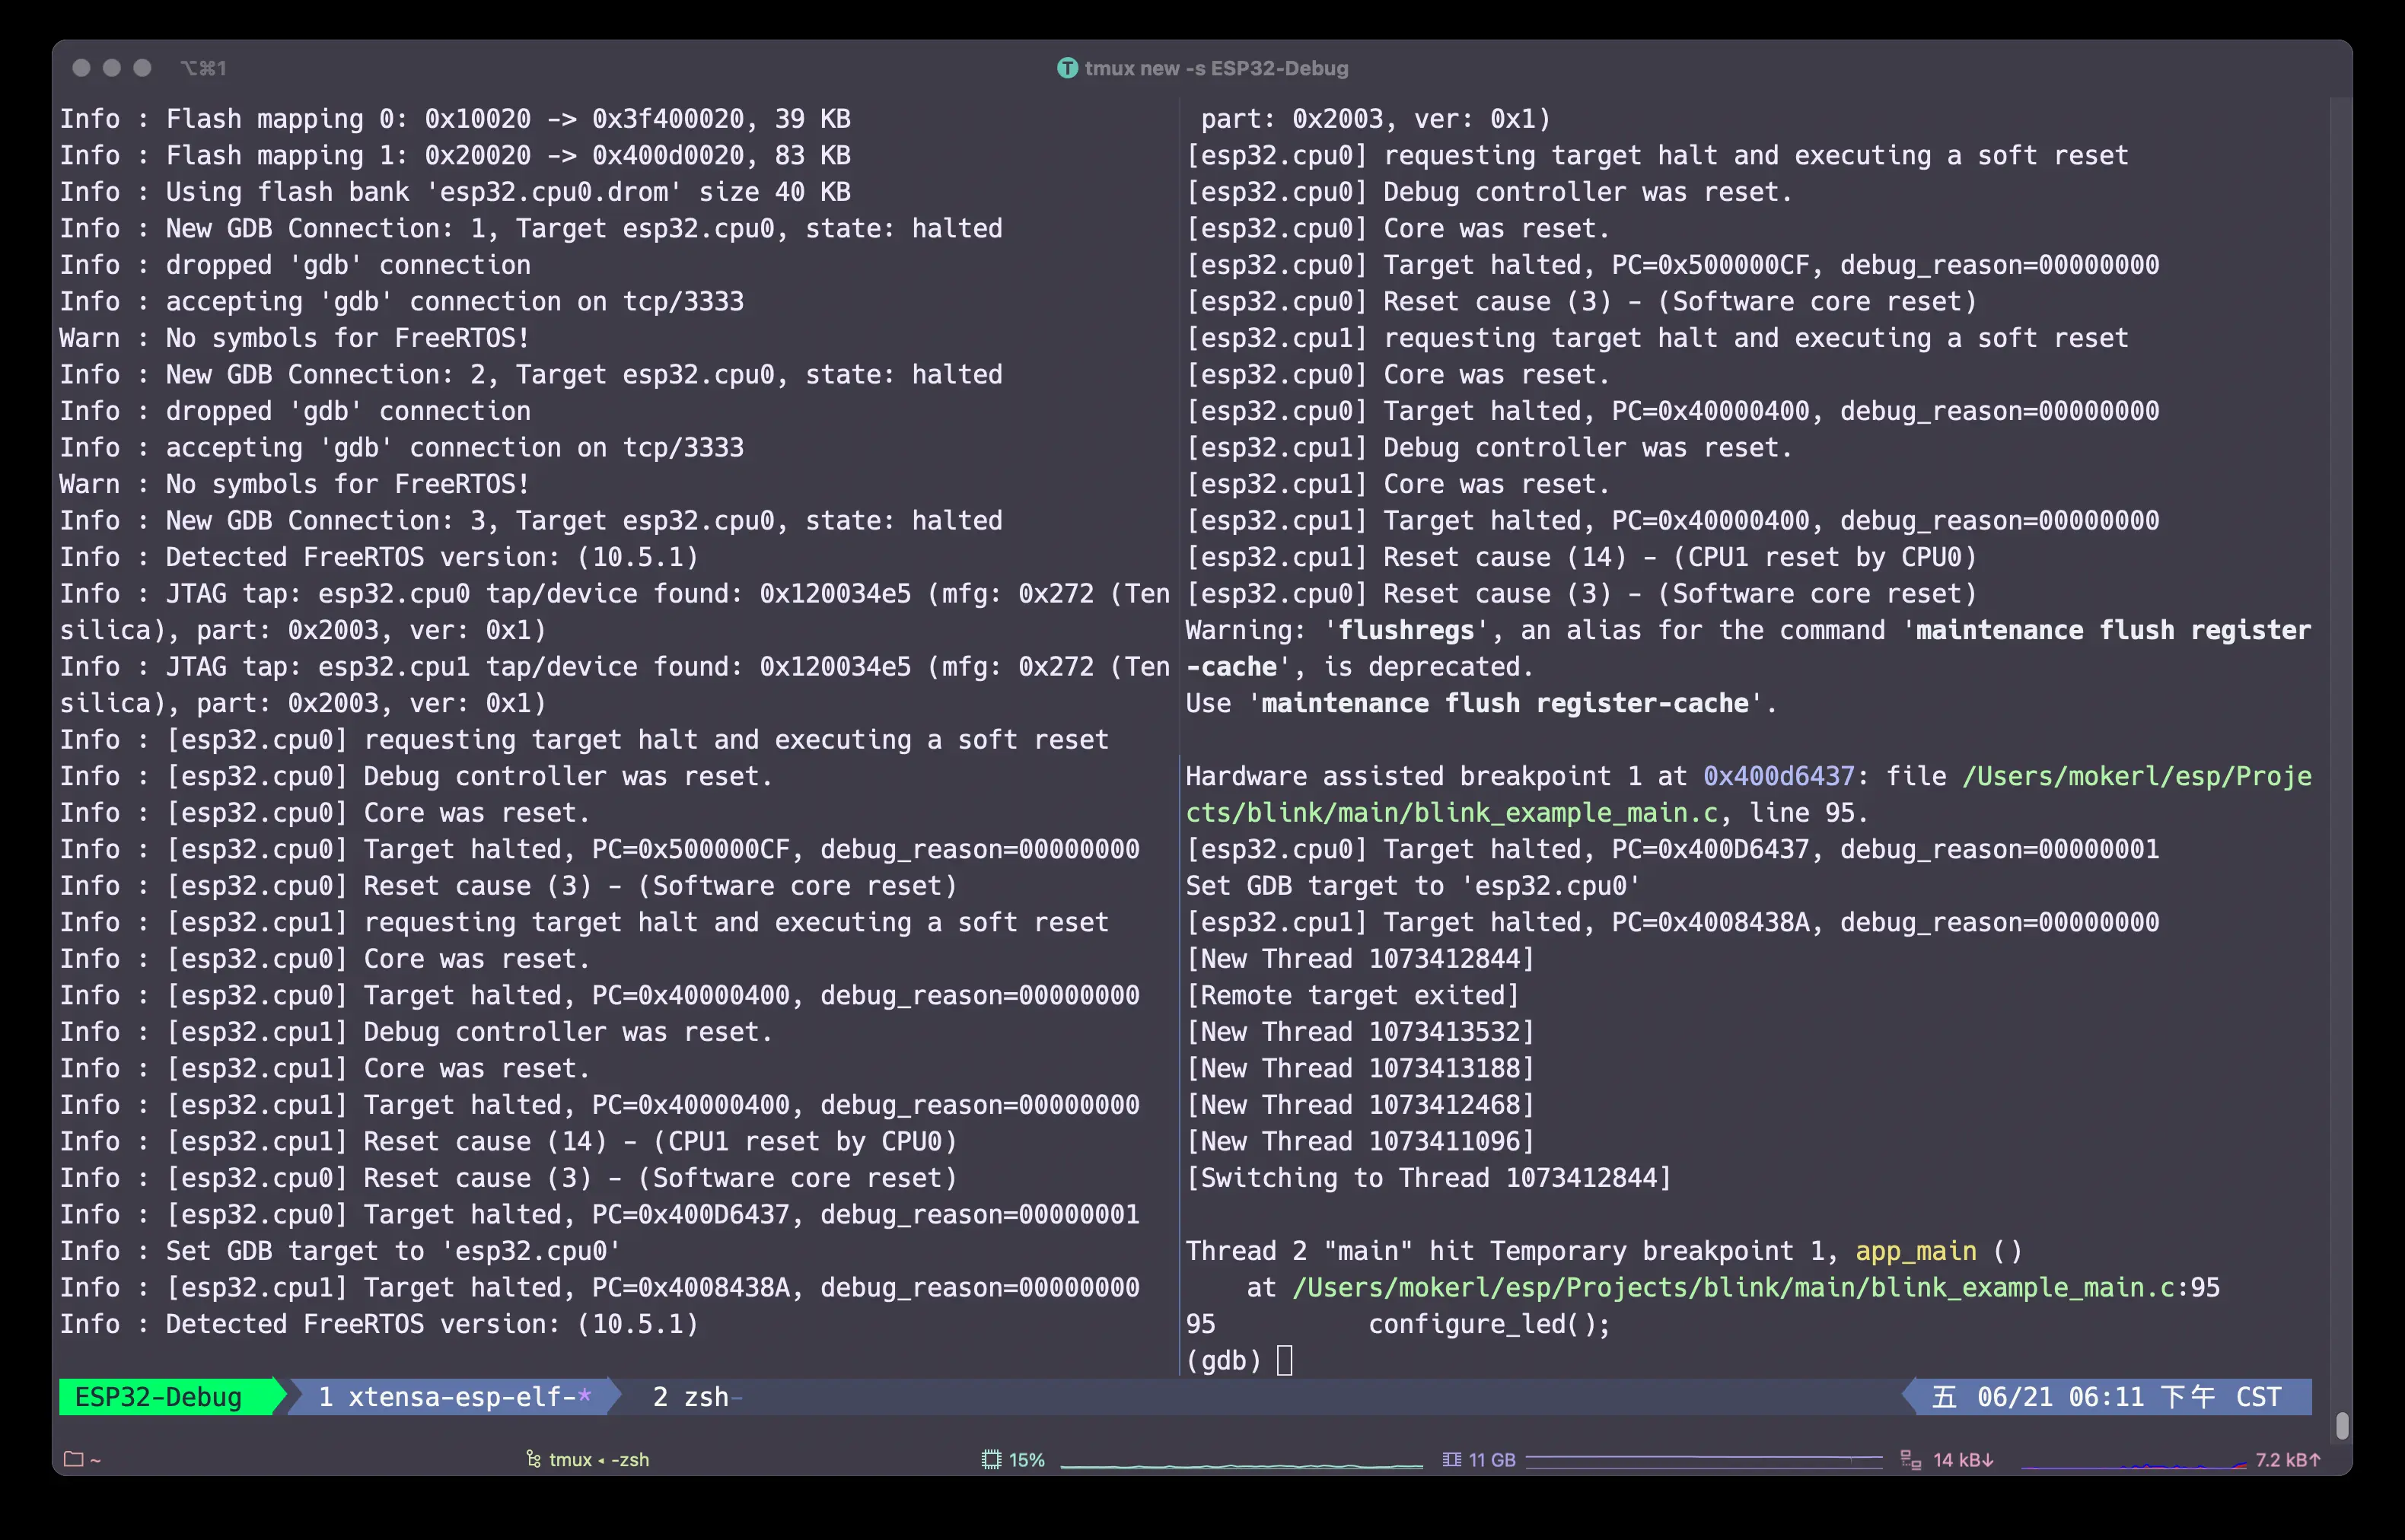 ⌥⌘1
T tmux new -s ESP32-Debug
Info : Flash mapping 0: 0x10020 -> 0x3f400020, 39 KB
Info : Flash mapping 1: 0x20020 -> 0x400d0020, 83 KB
Info : Using flash bank 'esp32.cpu0.drom' size 40 KB
Info : New GDB Connection: 1, Target esp32.cpu0, state: halted
Info : dropped 'gdb' connection
Info : accepting 'gdb' connection on tcp/3333
Warn : No symbols for FreeRTOS!
Info : New GDB Connection: 2, Target esp32.cpu0, state: halted
Info : dropped 'gdb' connection
Info : accepting 'gdb' connection on tcp/3333
Warn : No symbols for FreeRTOS!
Info : New GDB Connection: 3, Target esp32.cpu0, state: halted
Info : Detected FreeRTOS version: (10.5.1)
Info : JTAG tap: esp32.cpu0 tap/device found: 0x120034e5 (mfg: 0x272 (Ten
silica), part: 0x2003, ver: 0x1)
Info : JTAG tap: esp32.cpu1 tap/device found: 0x120034e5 (mfg: 0x272 (Ten
silica), part: 0x2003, ver: 0x1)
Info : [esp32.cpu0] requesting target halt and executing a soft reset
Info : [esp32.cpu0] Debug controller was reset.
Info : [esp32.cpu0] Core was reset.
Info : [esp32.cpu0] Target halted, PC=0x500000CF, debug_reason=00000000
Info : [esp32.cpu0] Reset cause (3) - (Software core reset)
Info : [esp32.cpu1] requesting target halt and executing a soft reset
Info : [esp32.cpu0] Core was reset.
Info : [esp32.cpu0] Target halted, PC=0x40000400, debug_reason=00000000
Info : [esp32.cpu1] Debug controller was reset.
Info : [esp32.cpu1] Core was reset.
Info : [esp32.cpu1] Target halted, PC=0x40000400, debug_reason=00000000
Info : [esp32.cpu1] Reset cause (14) - (CPU1 reset by CPU0)
Info : [esp32.cpu0] Reset cause (3) - (Software core reset)
Info : [esp32.cpu0] Target halted, PC=0x400D6437, debug_reason=00000001
Info : Set GDB target to 'esp32.cpu0'
Info : [esp32.cpu1] Target halted, PC=0x4008438A, debug_reason=00000000
Info : Detected FreeRTOS version: (10.5.1)
part: 0x2003, ver: 0x1)
[esp32.cpu0] requesting target halt and executing a soft reset
[esp32.cpu0] Debug controller was reset.
[esp32.cpu0] Core was reset.
[esp32.cpu0] Target halted, PC=0x500000CF, debug_reason=00000000
[esp32.cpu0] Reset cause (3) - (Software core reset)
[esp32.cpu1] requesting target halt and executing a soft reset
[esp32.cpu0] Core was reset.
[esp32.cpu0] Target halted, PC=0x40000400, debug_reason=00000000
[esp32.cpu1] Debug controller was reset.
[esp32.cpu1] Core was reset.
[esp32.cpu1] Target halted, PC=0x40000400, debug_reason=00000000
[esp32.cpu1] Reset cause (14) - (CPU1 reset by CPU0)
[esp32.cpu0] Reset cause (3) - (Software core reset)
Warning: 'flushregs', an alias for the command 'maintenance flush register
-cache', is deprecated.
Use 'maintenance flush register-cache'.
Hardware assisted breakpoint 1 at 0x400d6437: file /Users/mokerl/esp/Proje
cts/blink/main/blink_example_main.c, line 95.
[esp32.cpu0] Target halted, PC=0x400D6437, debug_reason=00000001
Set GDB target to 'esp32.cpu0'
[esp32.cpu1] Target halted, PC=0x4008438A, debug_reason=00000000
[New Thread 1073412844]
[Remote target exited]
[New Thread 1073413532]
[New Thread 1073413188]
[New Thread 1073412468]
[New Thread 1073411096]
[Switching to Thread 1073412844]
Thread 2 "main" hit Temporary breakpoint 1, app_main ()
at /Users/mokerl/esp/Projects/blink/main/blink_example_main.c:95
95 configure_led();
(gdb)
ESP32-Debug 1 xtensa-esp-elf-* 2 zsh- 五 06/21 06:11 下午 CST
~ tmux ◂ -zsh 15% 11 GB 14 kB↓ 7.2 kB↑